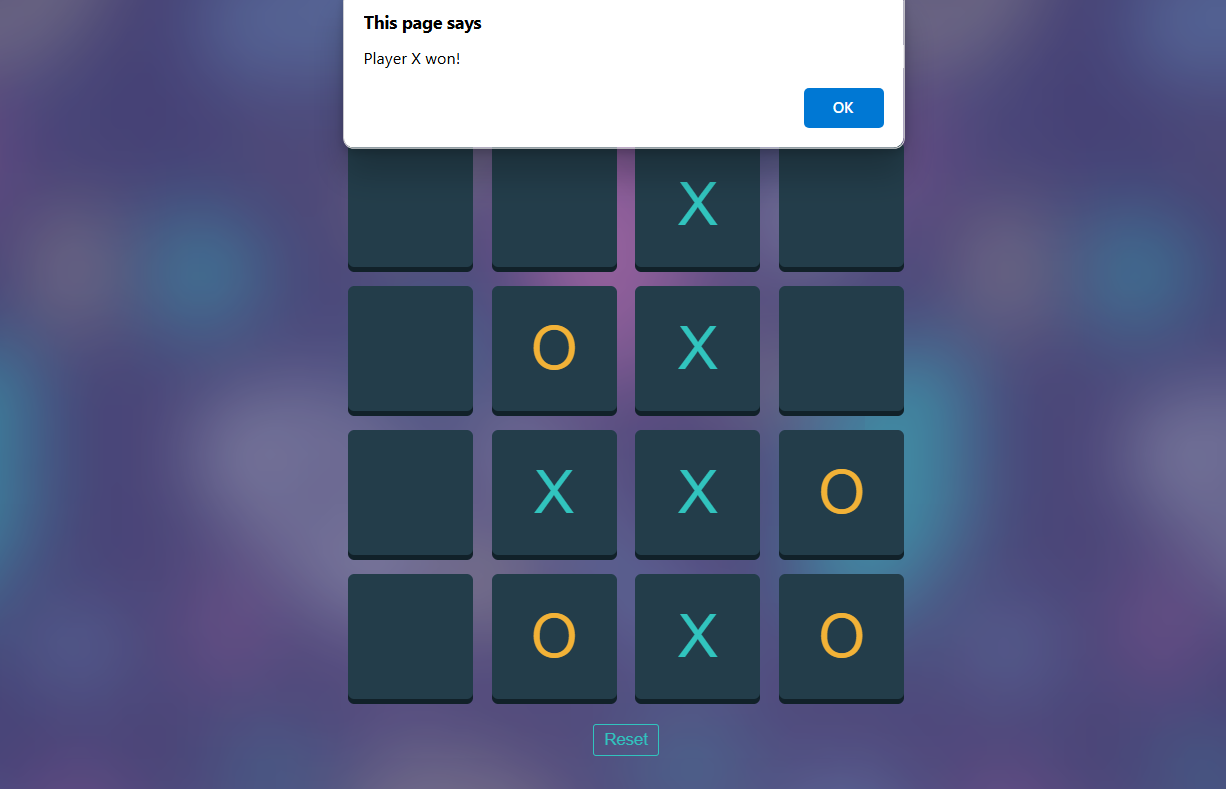 This page says
Player X won!
OK
X
O X
X X O
O X O
Reset